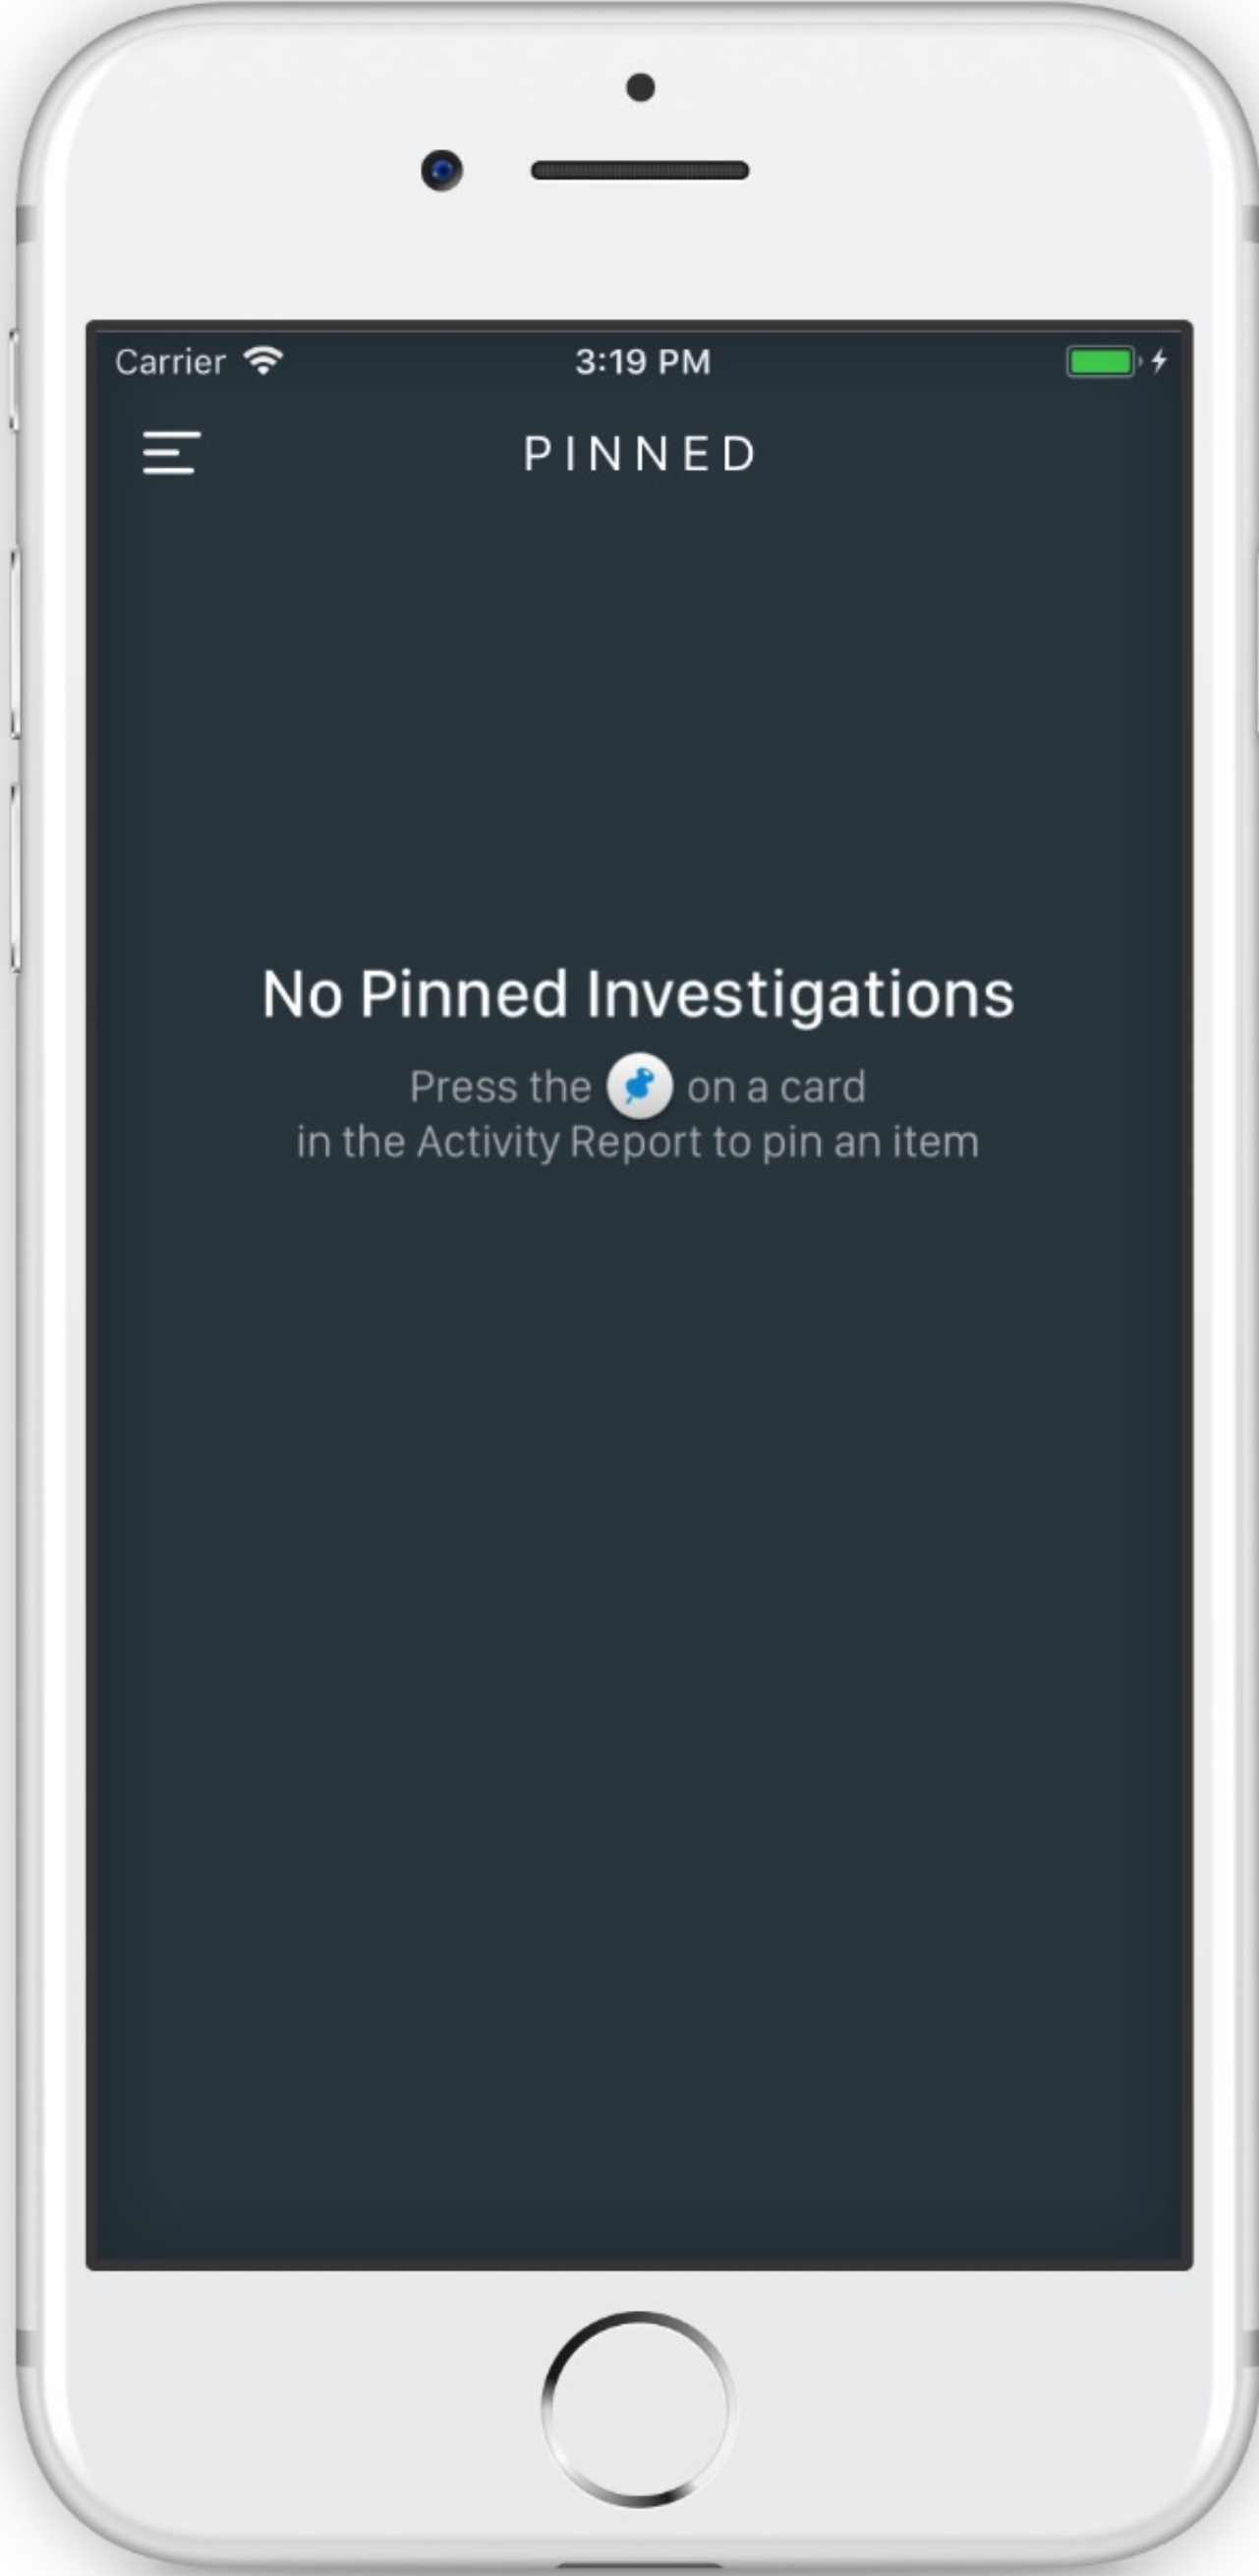 Carrier 3:19 PM
PINNED
No Pinned Investigations
Press the on a card
in the Activity Report to pin an item